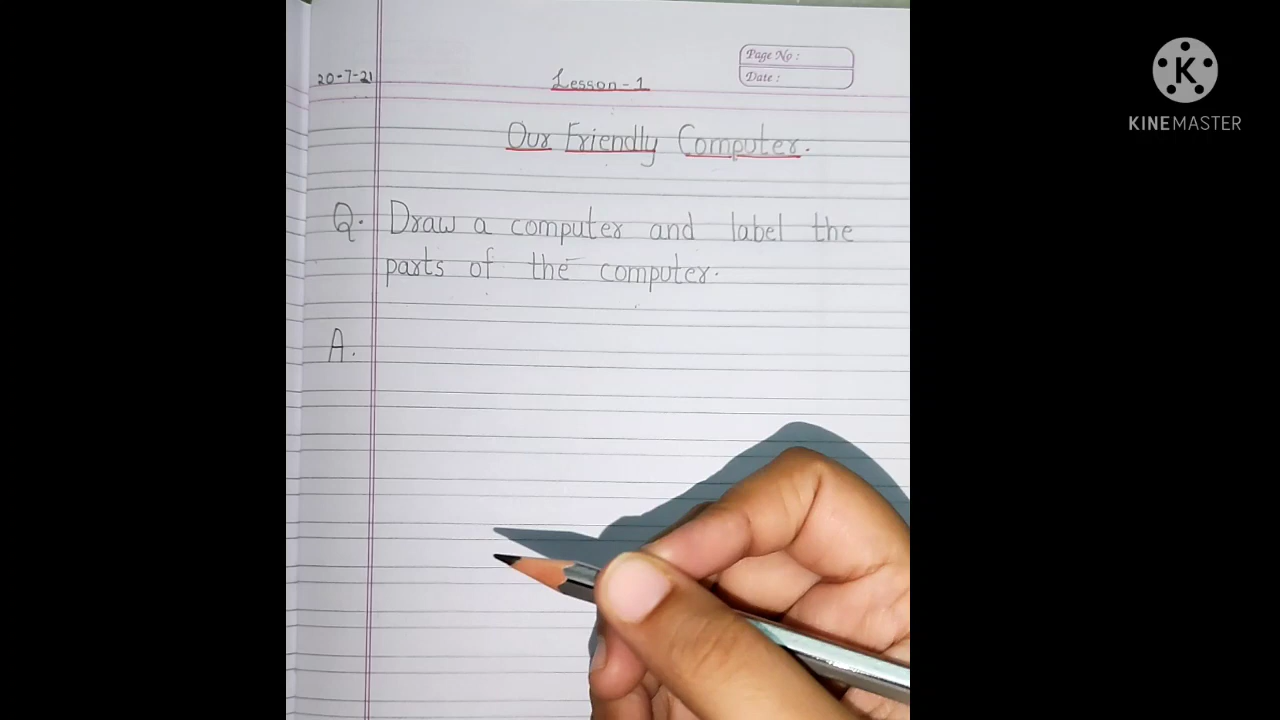 Page No :
20-7-21
Lesson - 1
Date :
Our Friendly Computer.
Q. Draw a computer and label the
parts of the computer.
A.
K
KINEMASTER